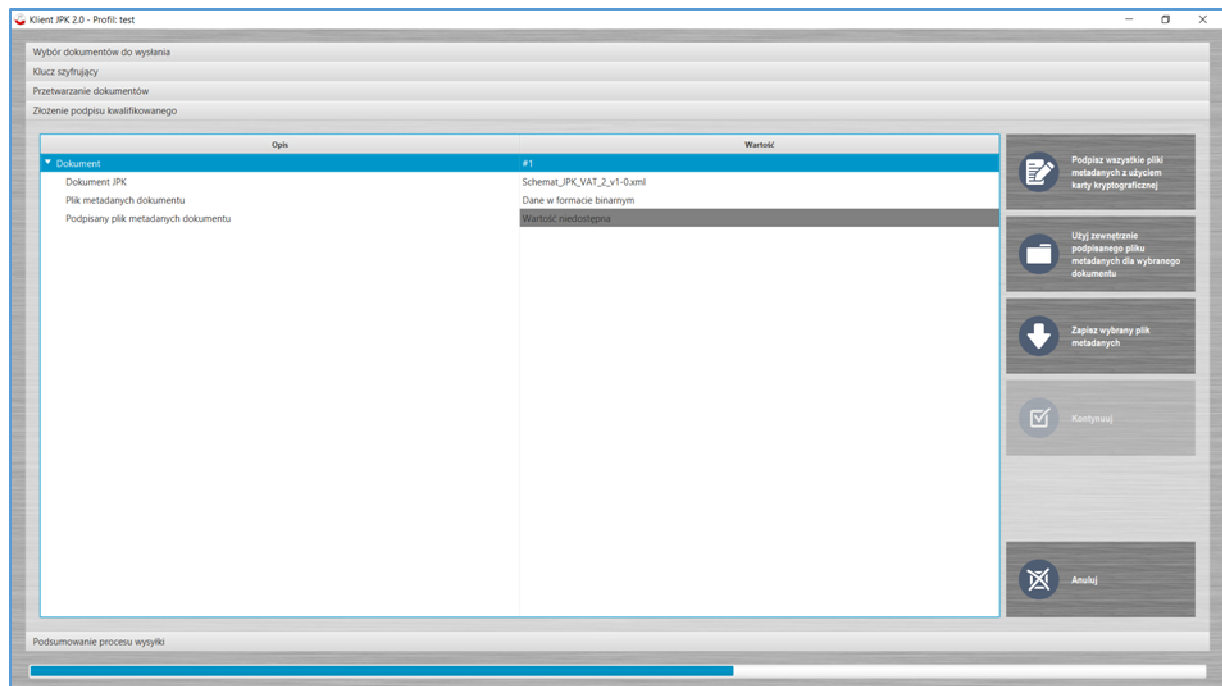 Klient JPK 2.0 - Profil: test
Wybór dokumentów do wysłania
Klucz szyfrujący
Przetwarzanie dokumentów
Złożenie podpisu kwalifikowanego
Opis Wartość
Dokument #1
Dokument JPK Schemat_JPK_VAT_2_v1-0.xml
Plik metadanych dokumentu Dane w formacie binarnym
Podpisany plik metadanych dokumentu Wartość niedostępna
Podpisz wszystkie pliki
metadanych z użyciem
karty kryptograficznej
Użyj zewnętrznie
podpisanego pliku
metadanych dla wybranego
dokumentu
Zapisz wybrany plik
metadanych
Kontynuuj
Anuluj
Podsumowanie procesu wysyłki